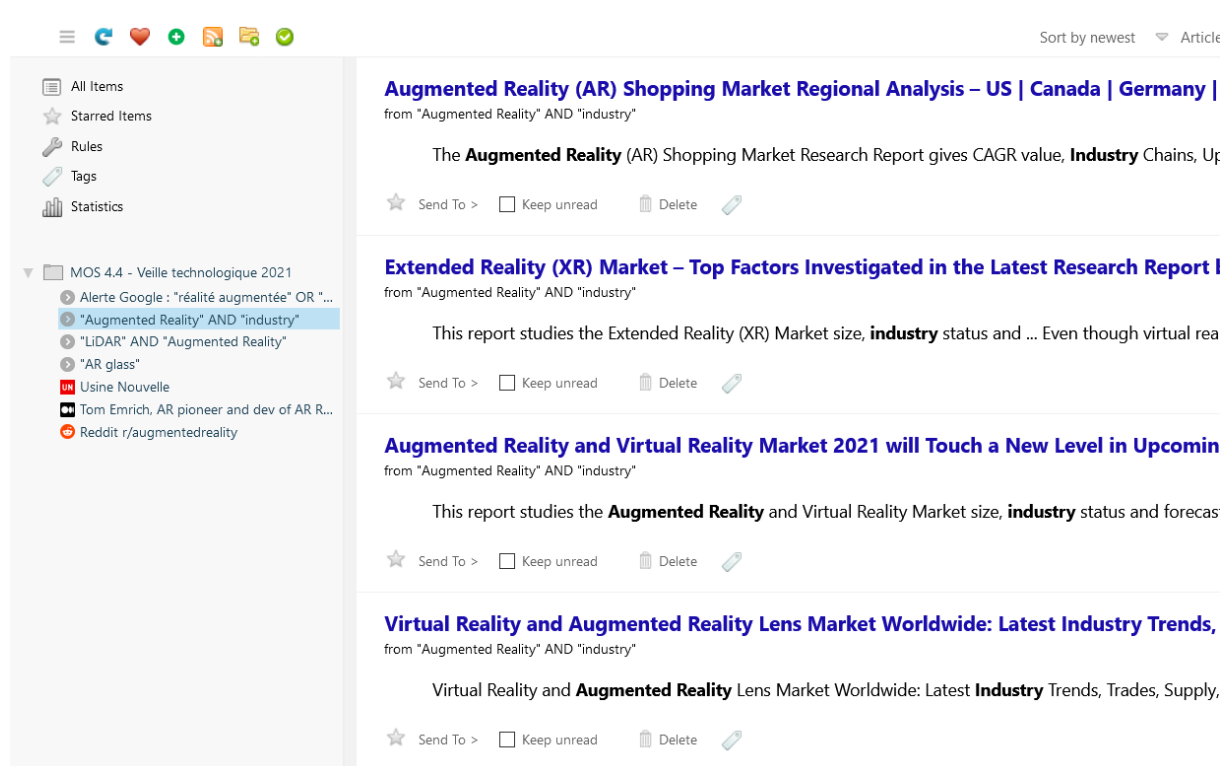 Sort by newest Article
All Items
Starred Items
Rules
Tags
Statistics
MOS 4.4 - Veille technologique 2021
Alerte Google : "réalité augmentée" OR "...
"Augmented Reality" AND "industry"
"LiDAR" AND "Augmented Reality"
"AR glass"
UN Usine Nouvelle
Tom Emrich, AR pioneer and dev of AR R...
Reddit r/augmentedreality
Augmented Reality (AR) Shopping Market Regional Analysis – US | Canada | Germany |
from "Augmented Reality" AND "industry"
The Augmented Reality (AR) Shopping Market Research Report gives CAGR value, Industry Chains, Up
Send To > Keep unread Delete
Extended Reality (XR) Market – Top Factors Investigated in the Latest Research Report b
from "Augmented Reality" AND "industry"
This report studies the Extended Reality (XR) Market size, industry status and ... Even though virtual rea
Send To > Keep unread Delete
Augmented Reality and Virtual Reality Market 2021 will Touch a New Level in Upcomin
from "Augmented Reality" AND "industry"
This report studies the Augmented Reality and Virtual Reality Market size, industry status and forecast
Send To > Keep unread Delete
Virtual Reality and Augmented Reality Lens Market Worldwide: Latest Industry Trends,
from "Augmented Reality" AND "industry"
Virtual Reality and Augmented Reality Lens Market Worldwide: Latest Industry Trends, Trades, Supply,
Send To > Keep unread Delete